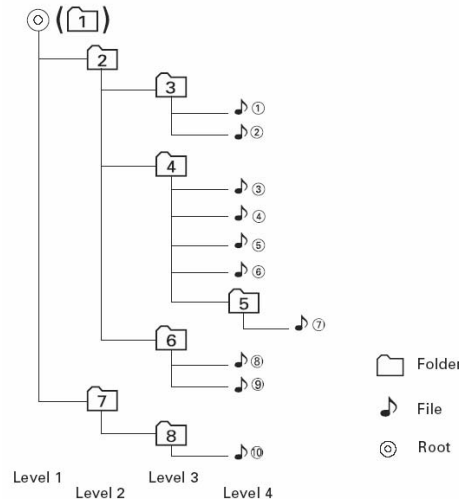 (1)
2
3
①
②
4
③
④
⑤
⑥
5
⑦
6
⑧
⑨
Folder
7
File
8
⑩
Root
Level 1
Level 2
Level 3
Level 4